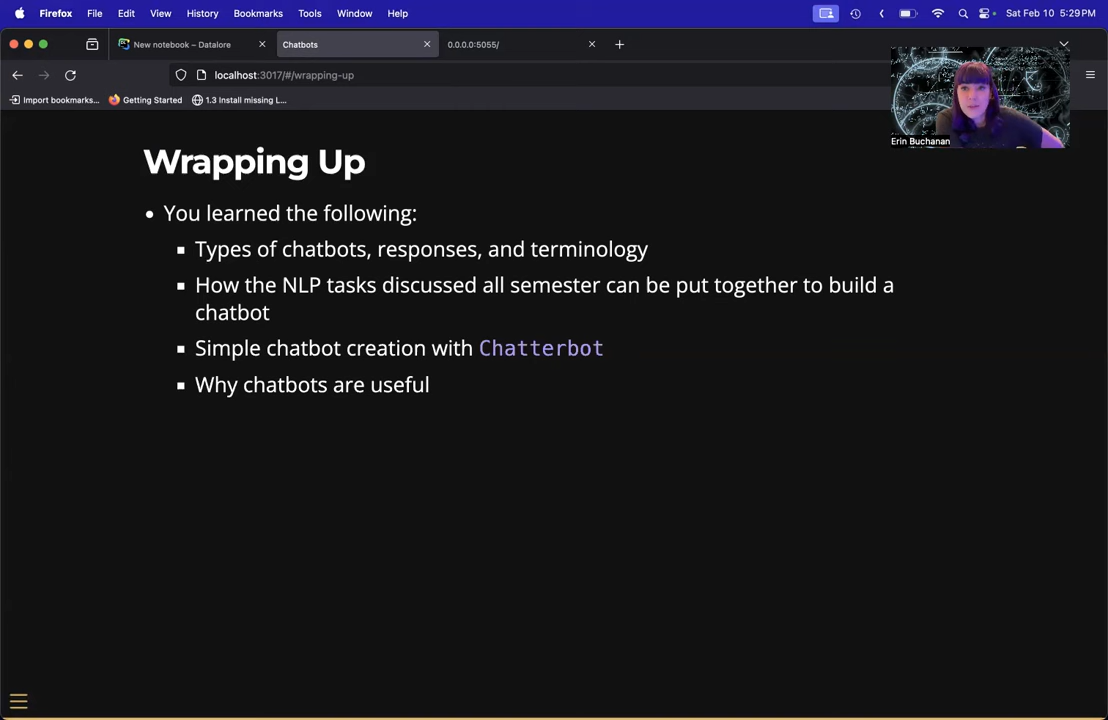 Firefox File Edit View History Bookmarks Tools Window Help Sat Feb 10 5:29 PM
New notebook – Datalore Chatbots 0.0.0.0:5055/
localhost:3017/#/wrapping-up
Import bookmarks... Getting Started 1.3 Install missing L...
Erin Buchanan
Wrapping Up
• You learned the following:
▪ Types of chatbots, responses, and terminology
▪ How the NLP tasks discussed all semester can be put together to build a
chatbot
▪ Simple chatbot creation with Chatterbot
▪ Why chatbots are useful